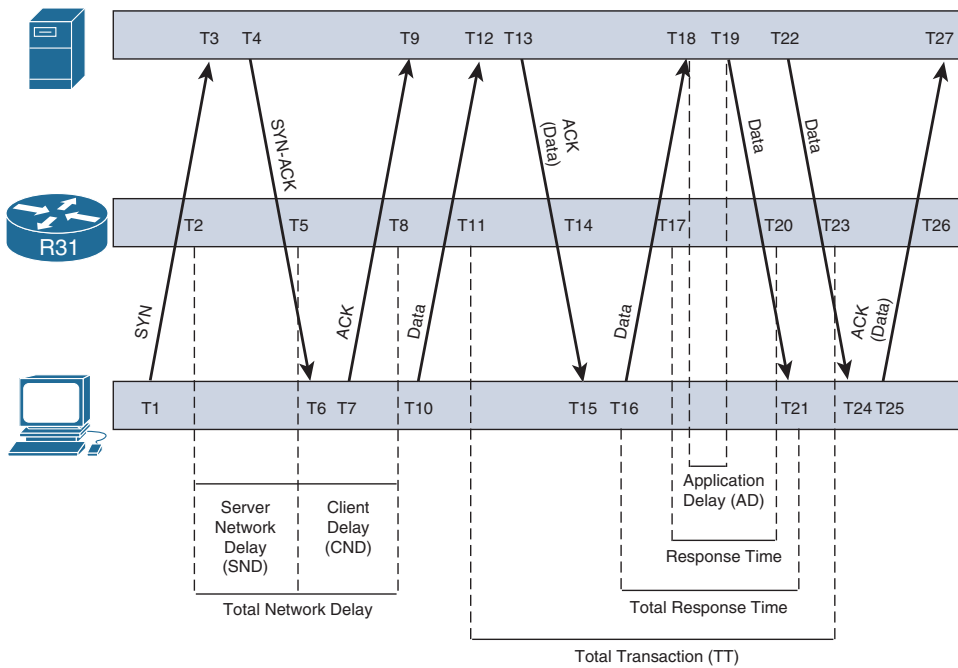 T3 T4 T9 T12 T13 T18 T19 T22 T27
SYN-ACK
ACK
(Data)
Data
Data
R31
T2 T5 T8 T11 T14 T17 T20 T23 T26
SYN
ACK
Data
Data
ACK
(Data)
T1 T6 T7 T10 T15 T16 T21 T24 T25
Server
Network
Delay
(SND)
Client
Delay
(CND)
Application
Delay (AD)
Response Time
Total Network Delay
Total Response Time
Total Transaction (TT)